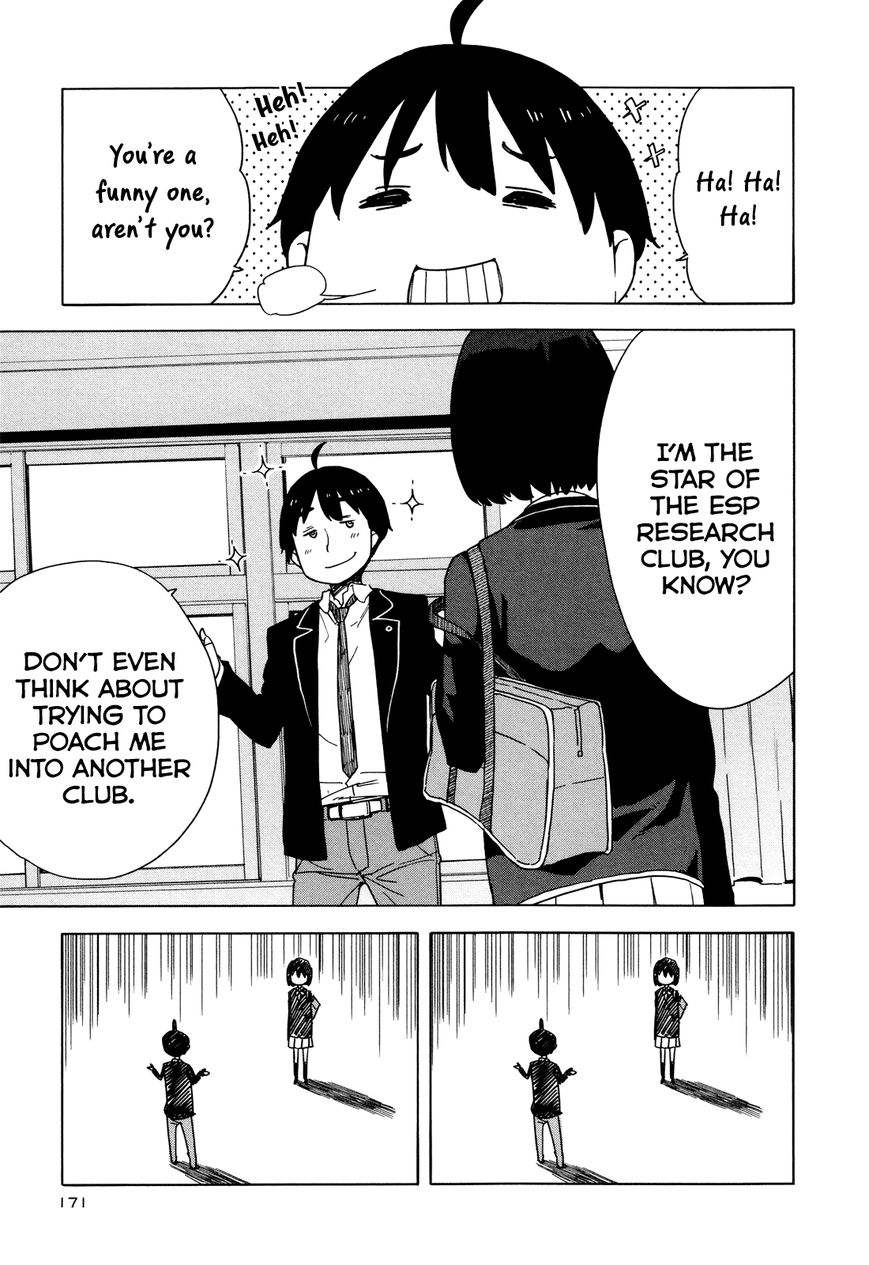 Ha! Ha!
Ha!
Heh!
Heh!
You're a
funny one,
aren't you?
I'M THE
STAR OF
THE ESP
RESEARCH
CLUB, YOU
KNOW?
DON'T EVEN
THINK ABOUT
TRYING TO
POACH ME
INTO ANOTHER
CLUB.
171